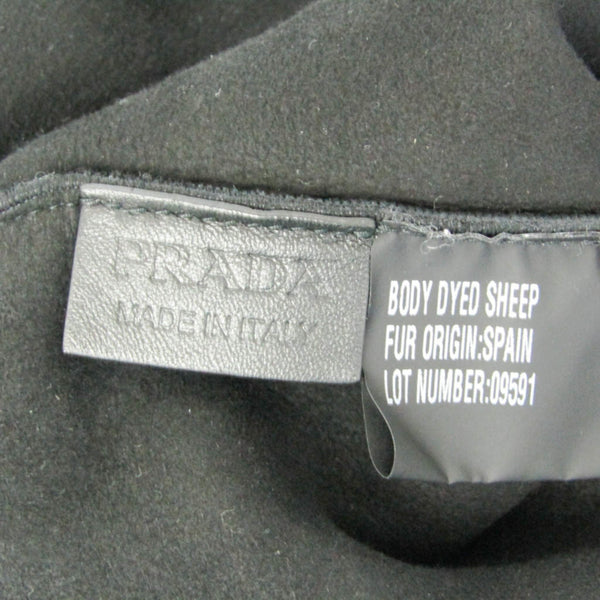 PRADA
MADE IN ITALY
BODY DYED SHEEP
FUR ORIGIN:SPAIN
LOT NUMBER:09591